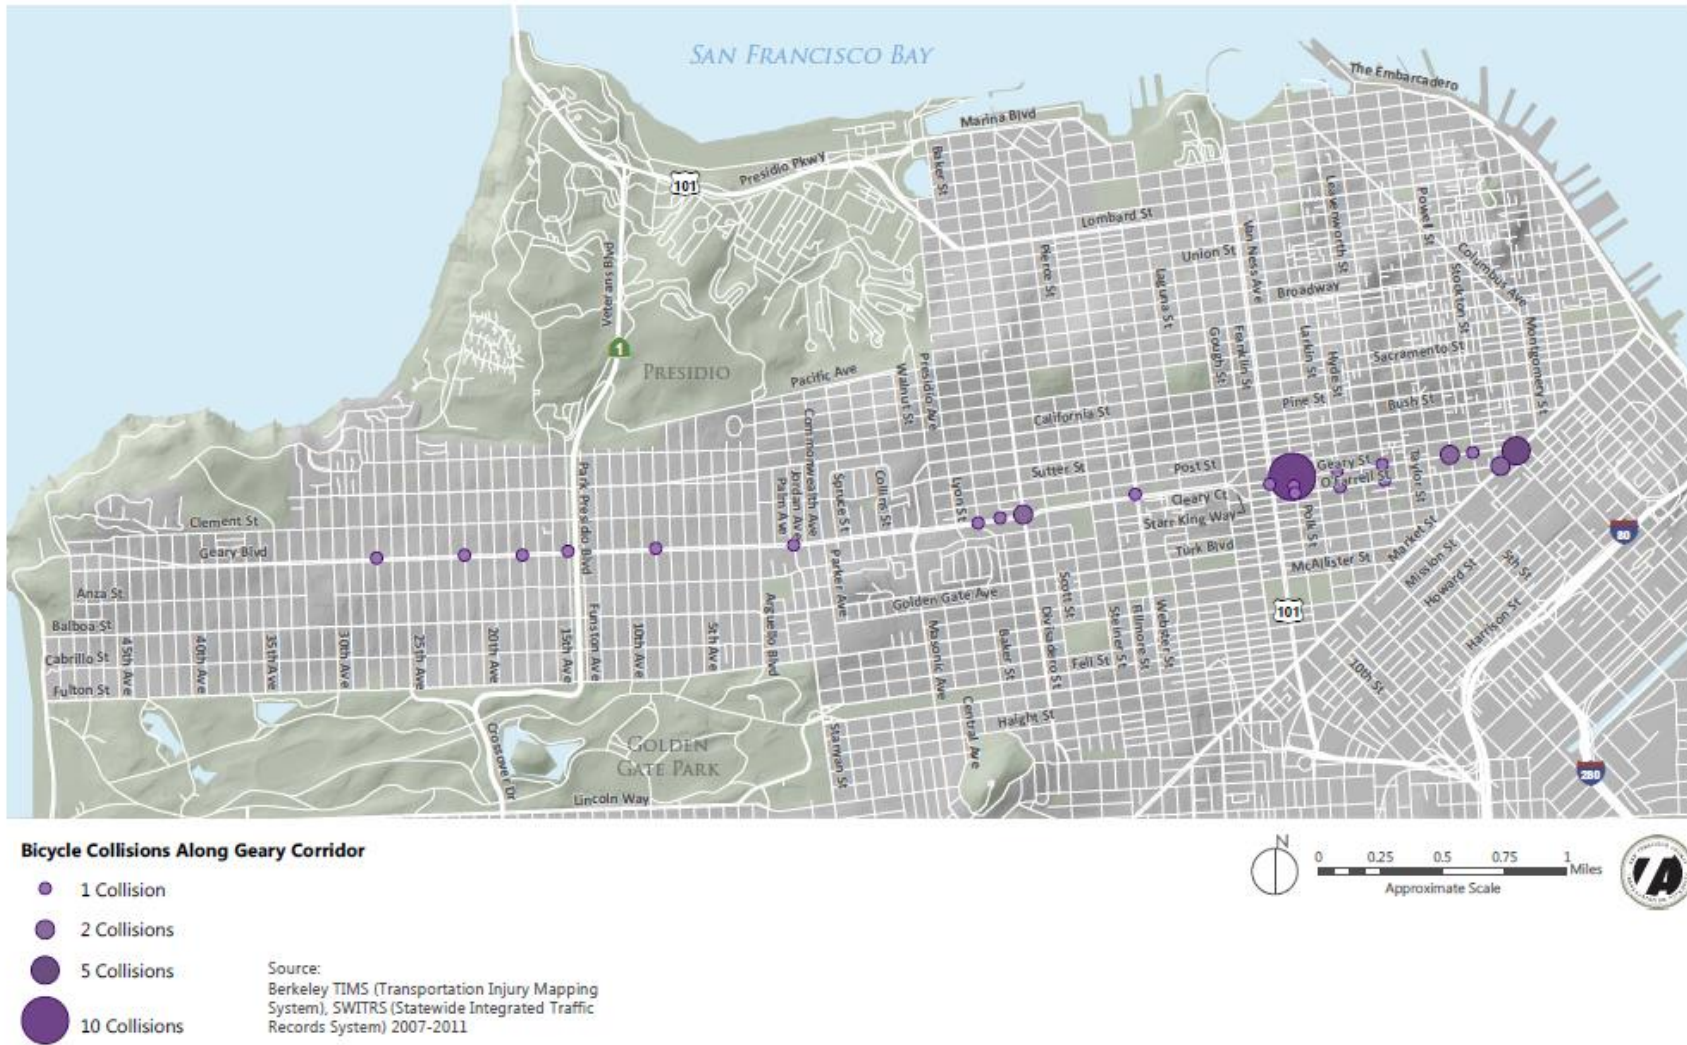 SAN FRANCISCO BAY
The Embarcadero
Marina Blvd
Presidio Pkwy
101
Baker St
Lombard St
Union St
Broadway
Pierce St
Laguna St
Van Ness Ave
Leavenworth St
Powell St
Columbus Ave
Stockton St
Montgomery St
Veterans Blvd
1
PRESIDIO
Pacific Ave
Walnut St
Presidio Ave
Gough St
Franklin St
Larkin St
Hyde St
Sacramento St
Pine St
Bush St
California St
Commonwealth Ave
Jordan Ave
Palm Ave
Spruce St
Collins St
Lyon St
Sutter St
Post St
Geary St
O'Farrell St
Taylor St
Cleary Ct
Starr King Way
Polk St
Turk Blvd
McAllister St
Market St
Mission St
Howard St
5th St
Harrison St
10th St
80
101
280
Clement St
Geary Blvd
Anza St
Balboa St
Cabrillo St
Fulton St
45th Ave
40th Ave
35th Ave
30th Ave
25th Ave
20th Ave
15th Ave
Park Presidio Blvd
Funston Ave
10th Ave
5th Ave
Arguello Blvd
Parker Ave
Golden Gate Ave
Masonic Ave
Central Ave
Baker St
Divisadero St
Scott St
Steiner St
Fillmore St
Webster St
Fell St
Haight St
Stanyan St
Crossover Dr
GOLDEN
GATE PARK
Lincoln Way
Bicycle Collisions Along Geary Corridor
1 Collision
2 Collisions
5 Collisions
10 Collisions
Source:
Berkeley TIMS (Transportation Injury Mapping
System), SWITRS (Statewide Integrated Traffic
Records System) 2007-2011
N
0 0.25 0.5 0.75 1
Miles
Approximate Scale